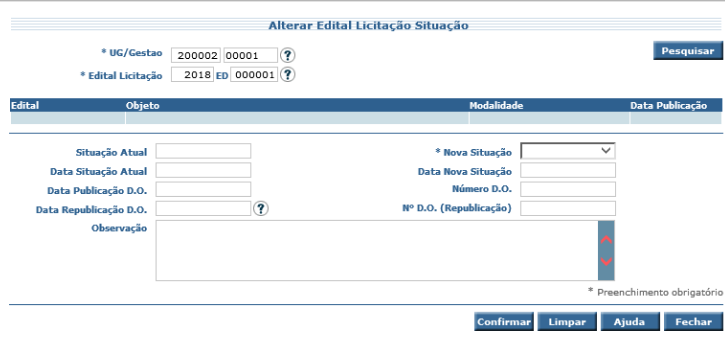 Alterar Edital Licitação Situação
* UG/Gestao 200002 00001 ? Pesquisar
* Edital Licitação 2018 ED 000001 ?
Edital Objeto Modalidade Data Publicação
Situação Atual * Nova Situação
Data Situação Atual Data Nova Situação
Data Publicação D.O. Número D.O.
Data Republicação D.O. ? Nº D.O. (Republicação)
Observação
* Preenchimento obrigatório
Confirmar Limpar Ajuda Fechar